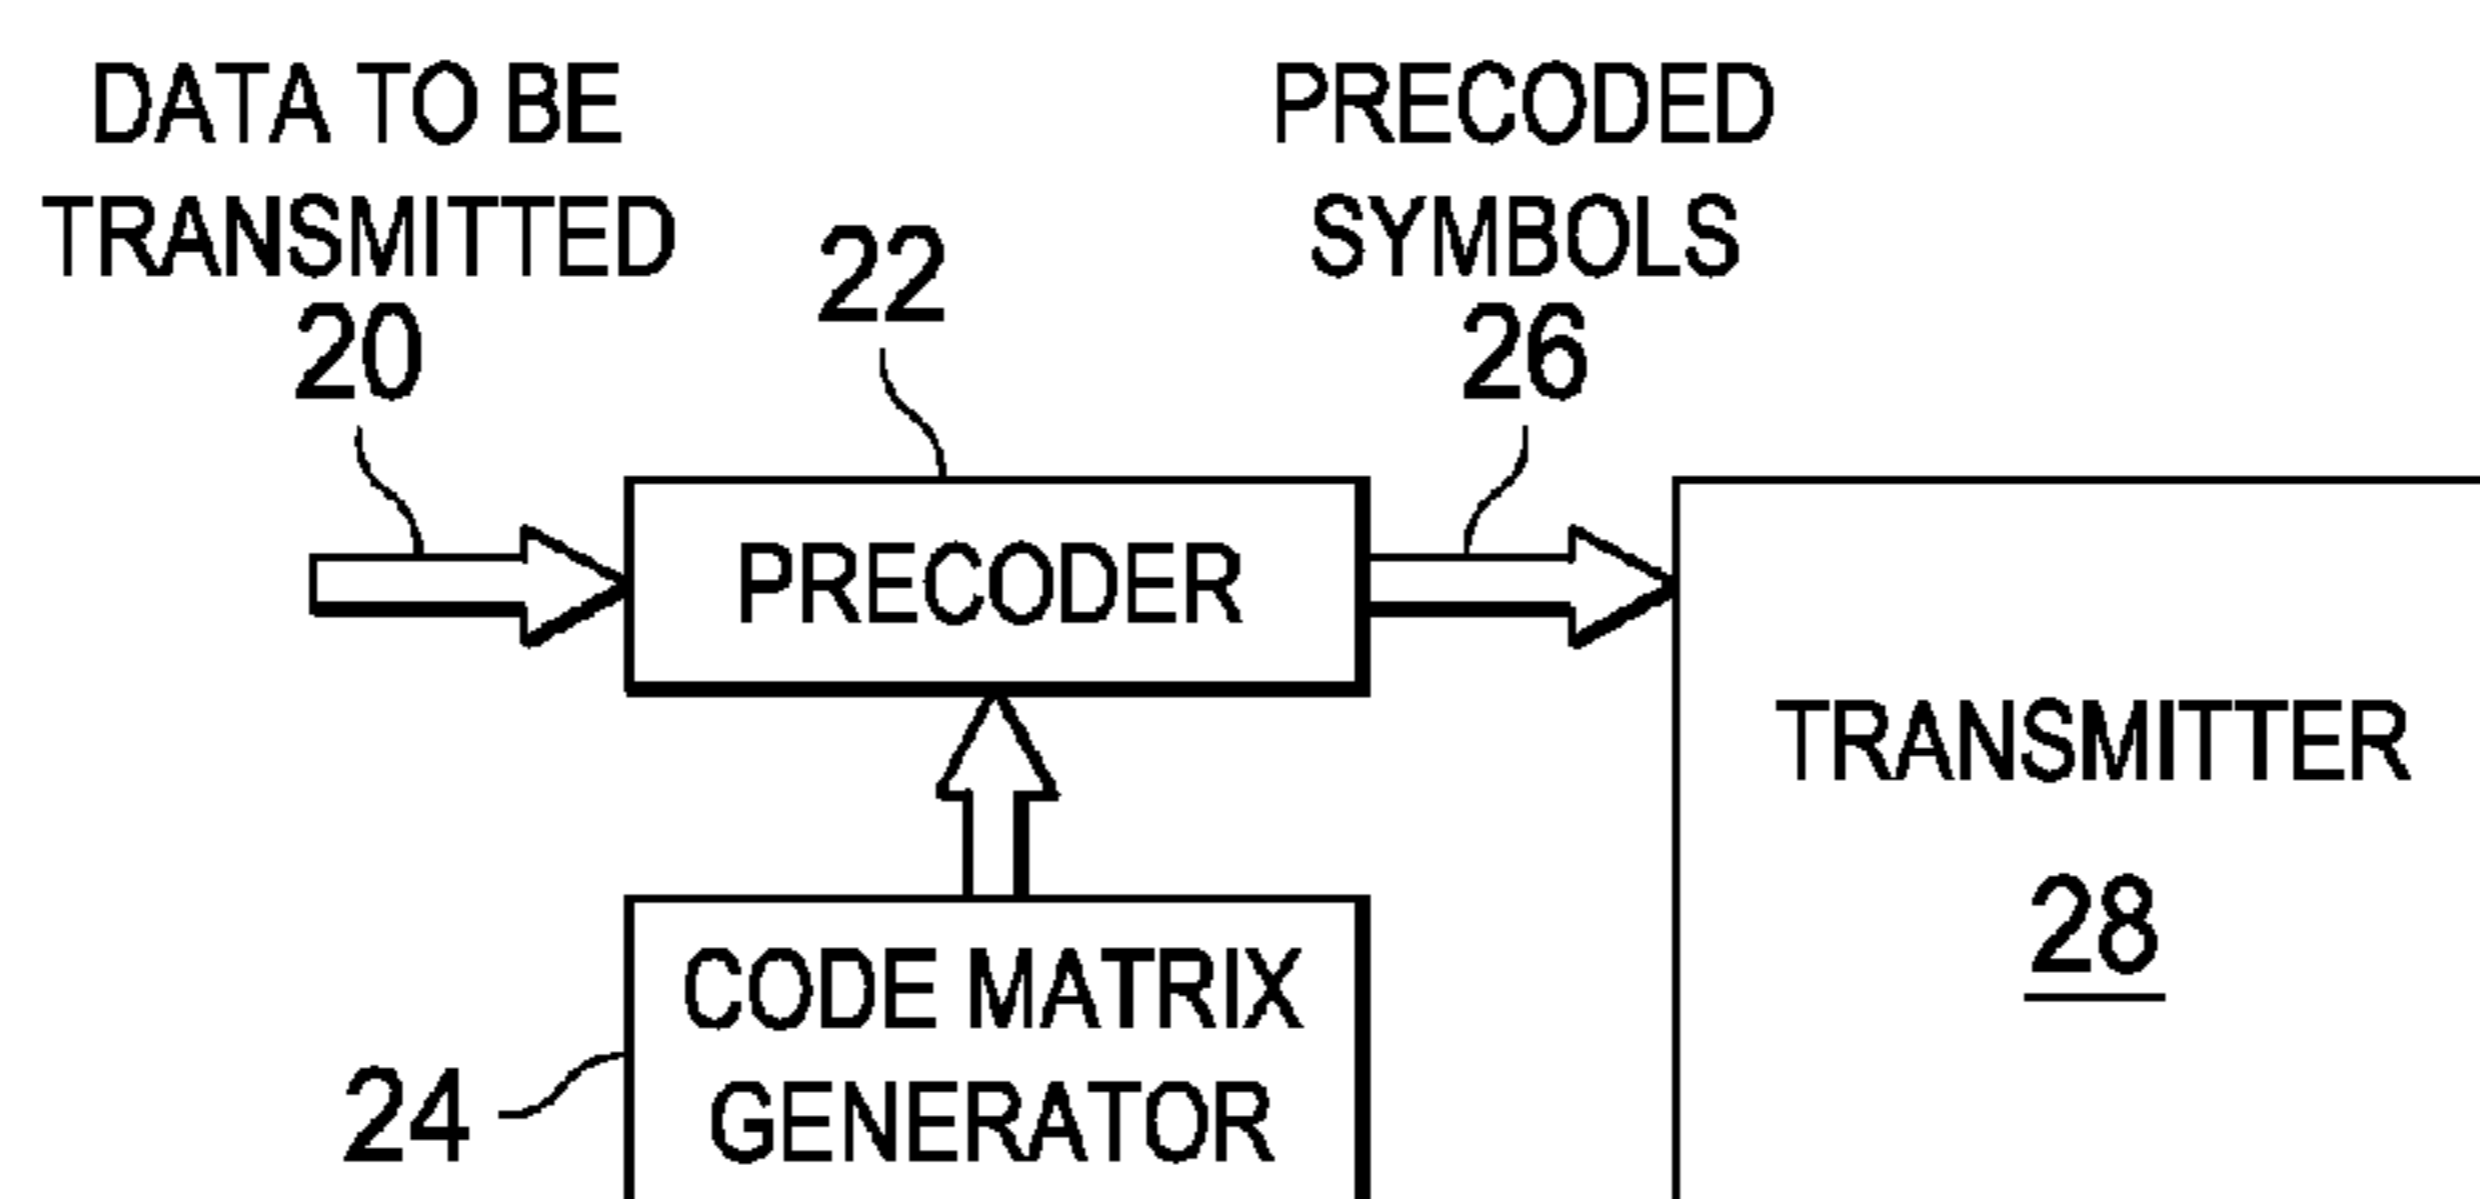 DATA TO BE
TRANSMITTED
20
22
PRECODED
SYMBOLS
26
PRECODER
TRANSMITTER
28
CODE MATRIX
GENERATOR
24